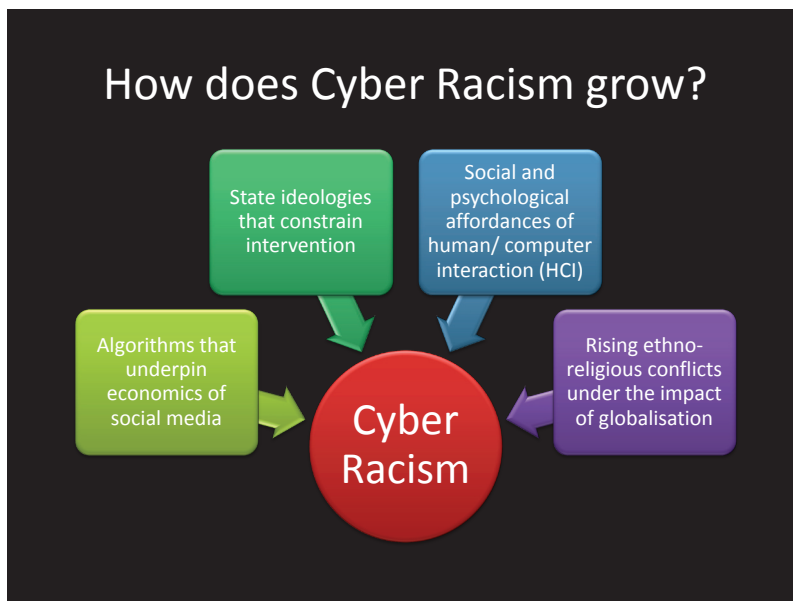 How does Cyber Racism grow?
State ideologies
that constrain
intervention
Social and
psychological
affordances of
human/ computer
interaction (HCI)
Algorithms that
underpin
economics of
social media
Rising ethno-
religious conflicts
under the impact
of globalisation
Cyber
Racism